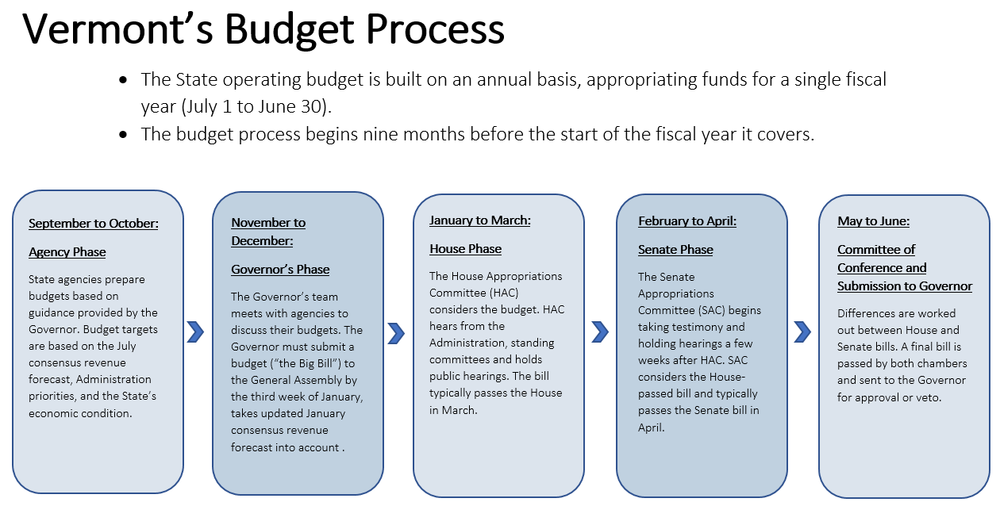 Vermont’s Budget Process
• The State operating budget is built on an annual basis, appropriating funds for a single fiscal
year (July 1 to June 30).
• The budget process begins nine months before the start of the fiscal year it covers.
September to October:
Agency Phase
State agencies prepare
budgets based on
guidance provided by the
Governor. Budget targets
are based on the July
consensus revenue
forecast, Administration
priorities, and the State’s
economic condition.
November to
December:
Governor’s Phase
The Governor’s team
meets with agencies to
discuss their budgets. The
Governor must submit a
budget (“the Big Bill”) to
the General Assembly by
the third week of January,
takes updated January
consensus revenue
forecast into account .
January to March:
House Phase
The House Appropriations
Committee (HAC)
considers the budget. HAC
hears from the
Administration, standing
committees and holds
public hearings. The bill
typically passes the House
in March.
February to April:
Senate Phase
The Senate
Appropriations
Committee (SAC) begins
taking testimony and
holding hearings a few
weeks after HAC. SAC
considers the House-
passed bill and typically
passes the Senate bill in
April.
May to June:
Committee of
Conference and
Submission to Governor
Differences are worked
out between House and
Senate bills. A final bill is
passed by both chambers
and sent to the Governor
for approval or veto.